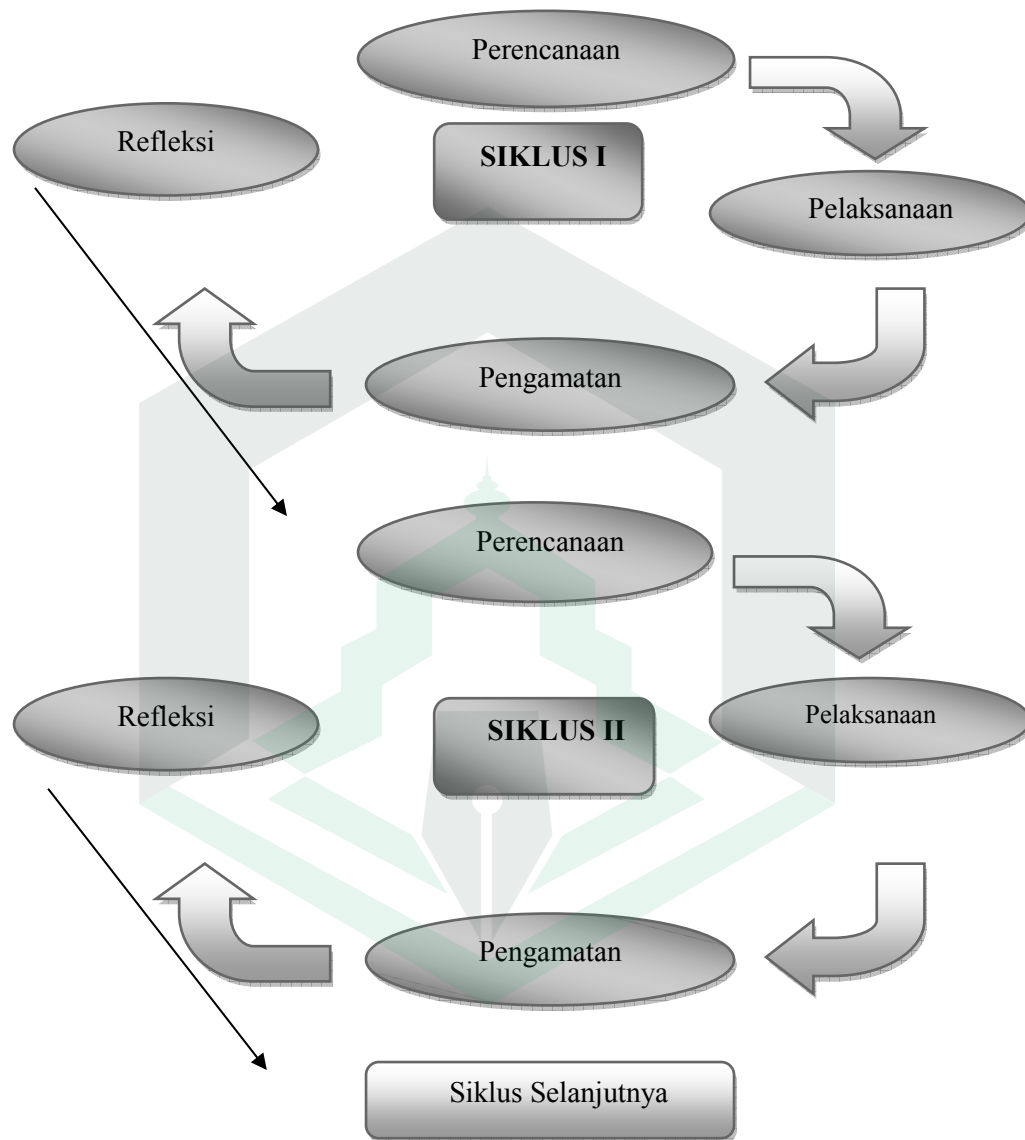 Perencanaan
Refleksi
SIKLUS I
Pelaksanaan
Pengamatan
Perencanaan
Refleksi
SIKLUS II
Pelaksanaan
Pengamatan
Siklus Selanjutnya